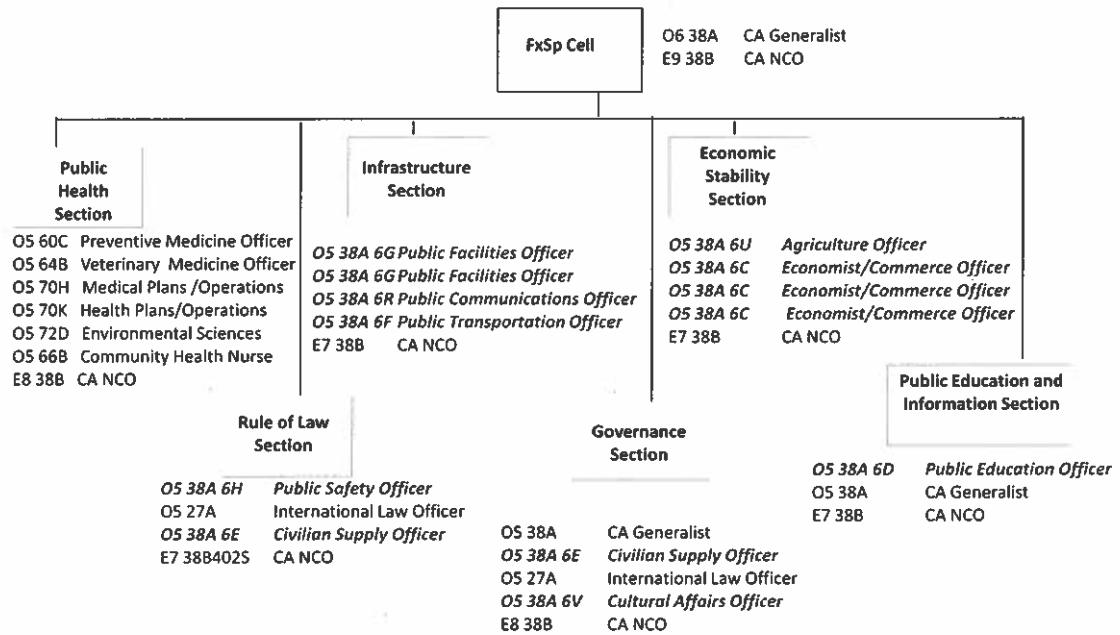 FxSp Cell
O6 38A CA Generalist
E9 38B CA NCO
Public
Health
Section
O5 60C Preventive Medicine Officer
O5 64B Veterinary Medicine Officer
O5 70H Medical Plans /Operations
O5 70K Health Plans/Operations
O5 72D Environmental Sciences
O5 66B Community Health Nurse
E8 38B CA NCO
Infrastructure
Section
O5 38A 6G Public Facilities Officer
O5 38A 6G Public Facilities Officer
O5 38A 6R Public Communications Officer
O5 38A 6F Public Transportation Officer
E7 38B CA NCO
Economic
Stability
Section
O5 38A 6U Agriculture Officer
O5 38A 6C Economist/Commerce Officer
O5 38A 6C Economist/Commerce Officer
O5 38A 6C Economist/Commerce Officer
E7 38B CA NCO
Rule of Law
Section
O5 38A 6H Public Safety Officer
O5 27A International Law Officer
O5 38A 6E Civilian Supply Officer
E7 38B402S CA NCO
Governance
Section
OS 38A CA Generalist
O5 38A 6E Civilian Supply Officer
O5 27A International Law Officer
O5 38A 6V Cultural Affairs Officer
E8 38B CA NCO
Public Education and
Information Section
O5 38A 6D Public Education Officer
O5 38A CA Generalist
E7 38B CA NCO